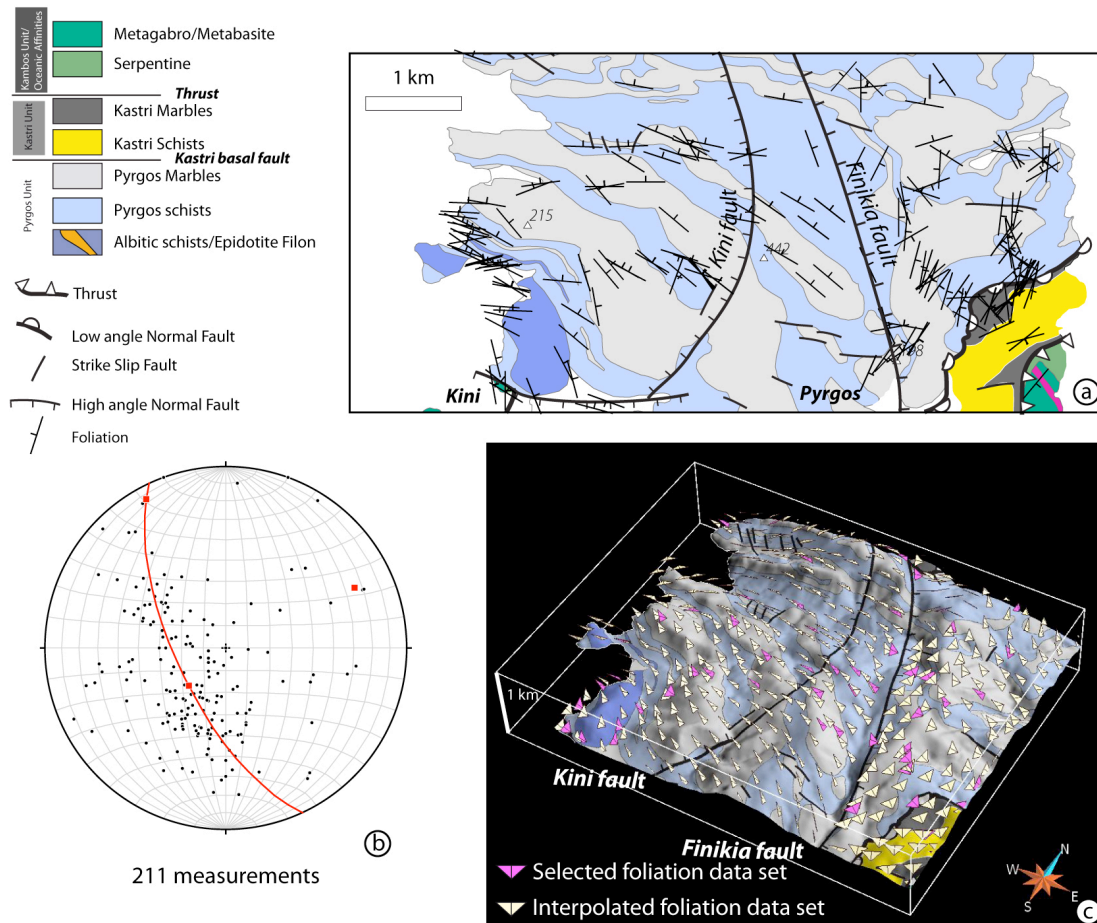 Kambos Unit/
Oceanic Affinities
Metagabro/Metabasite
Serpentine
Thrust
Kastri Unit
Kastri Marbles
Kastri Schists
Kastri basal fault
Pyrgos Unit
Pyrgos Marbles
Pyrgos schists
Albitic schists/Epidotite Filon
Thrust
Low angle Normal Fault
Strike Slip Fault
High angle Normal Fault
Foliation
1 km
215
Kini fault
442
Finikia fault
Kini
Pyrgos
a
b
211 measurements
1 km
Kini fault
Finikia fault
Selected foliation data set
Interpolated foliation data set
N
W
E
S
c